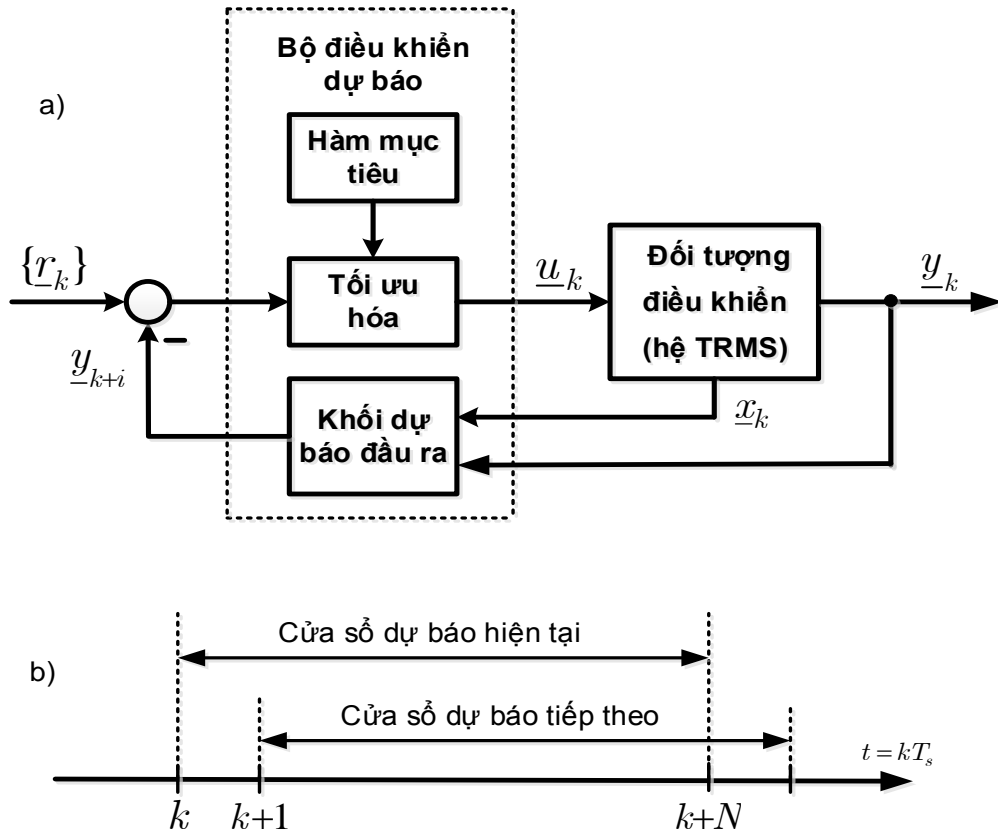 Bộ điều khiển
dự báo
a)
Hàm mục
tiêu
{r_k}
Tối ưu
hóa
u_k
Đối tượng
điều khiển
(hệ TRMS)
y_k
−
y_{k+i}
Khối dự
báo đầu ra
x_k
Cửa sổ dự báo hiện tại
b)
Cửa sổ dự báo tiếp theo
t = kT_s
k
k+1
k+N